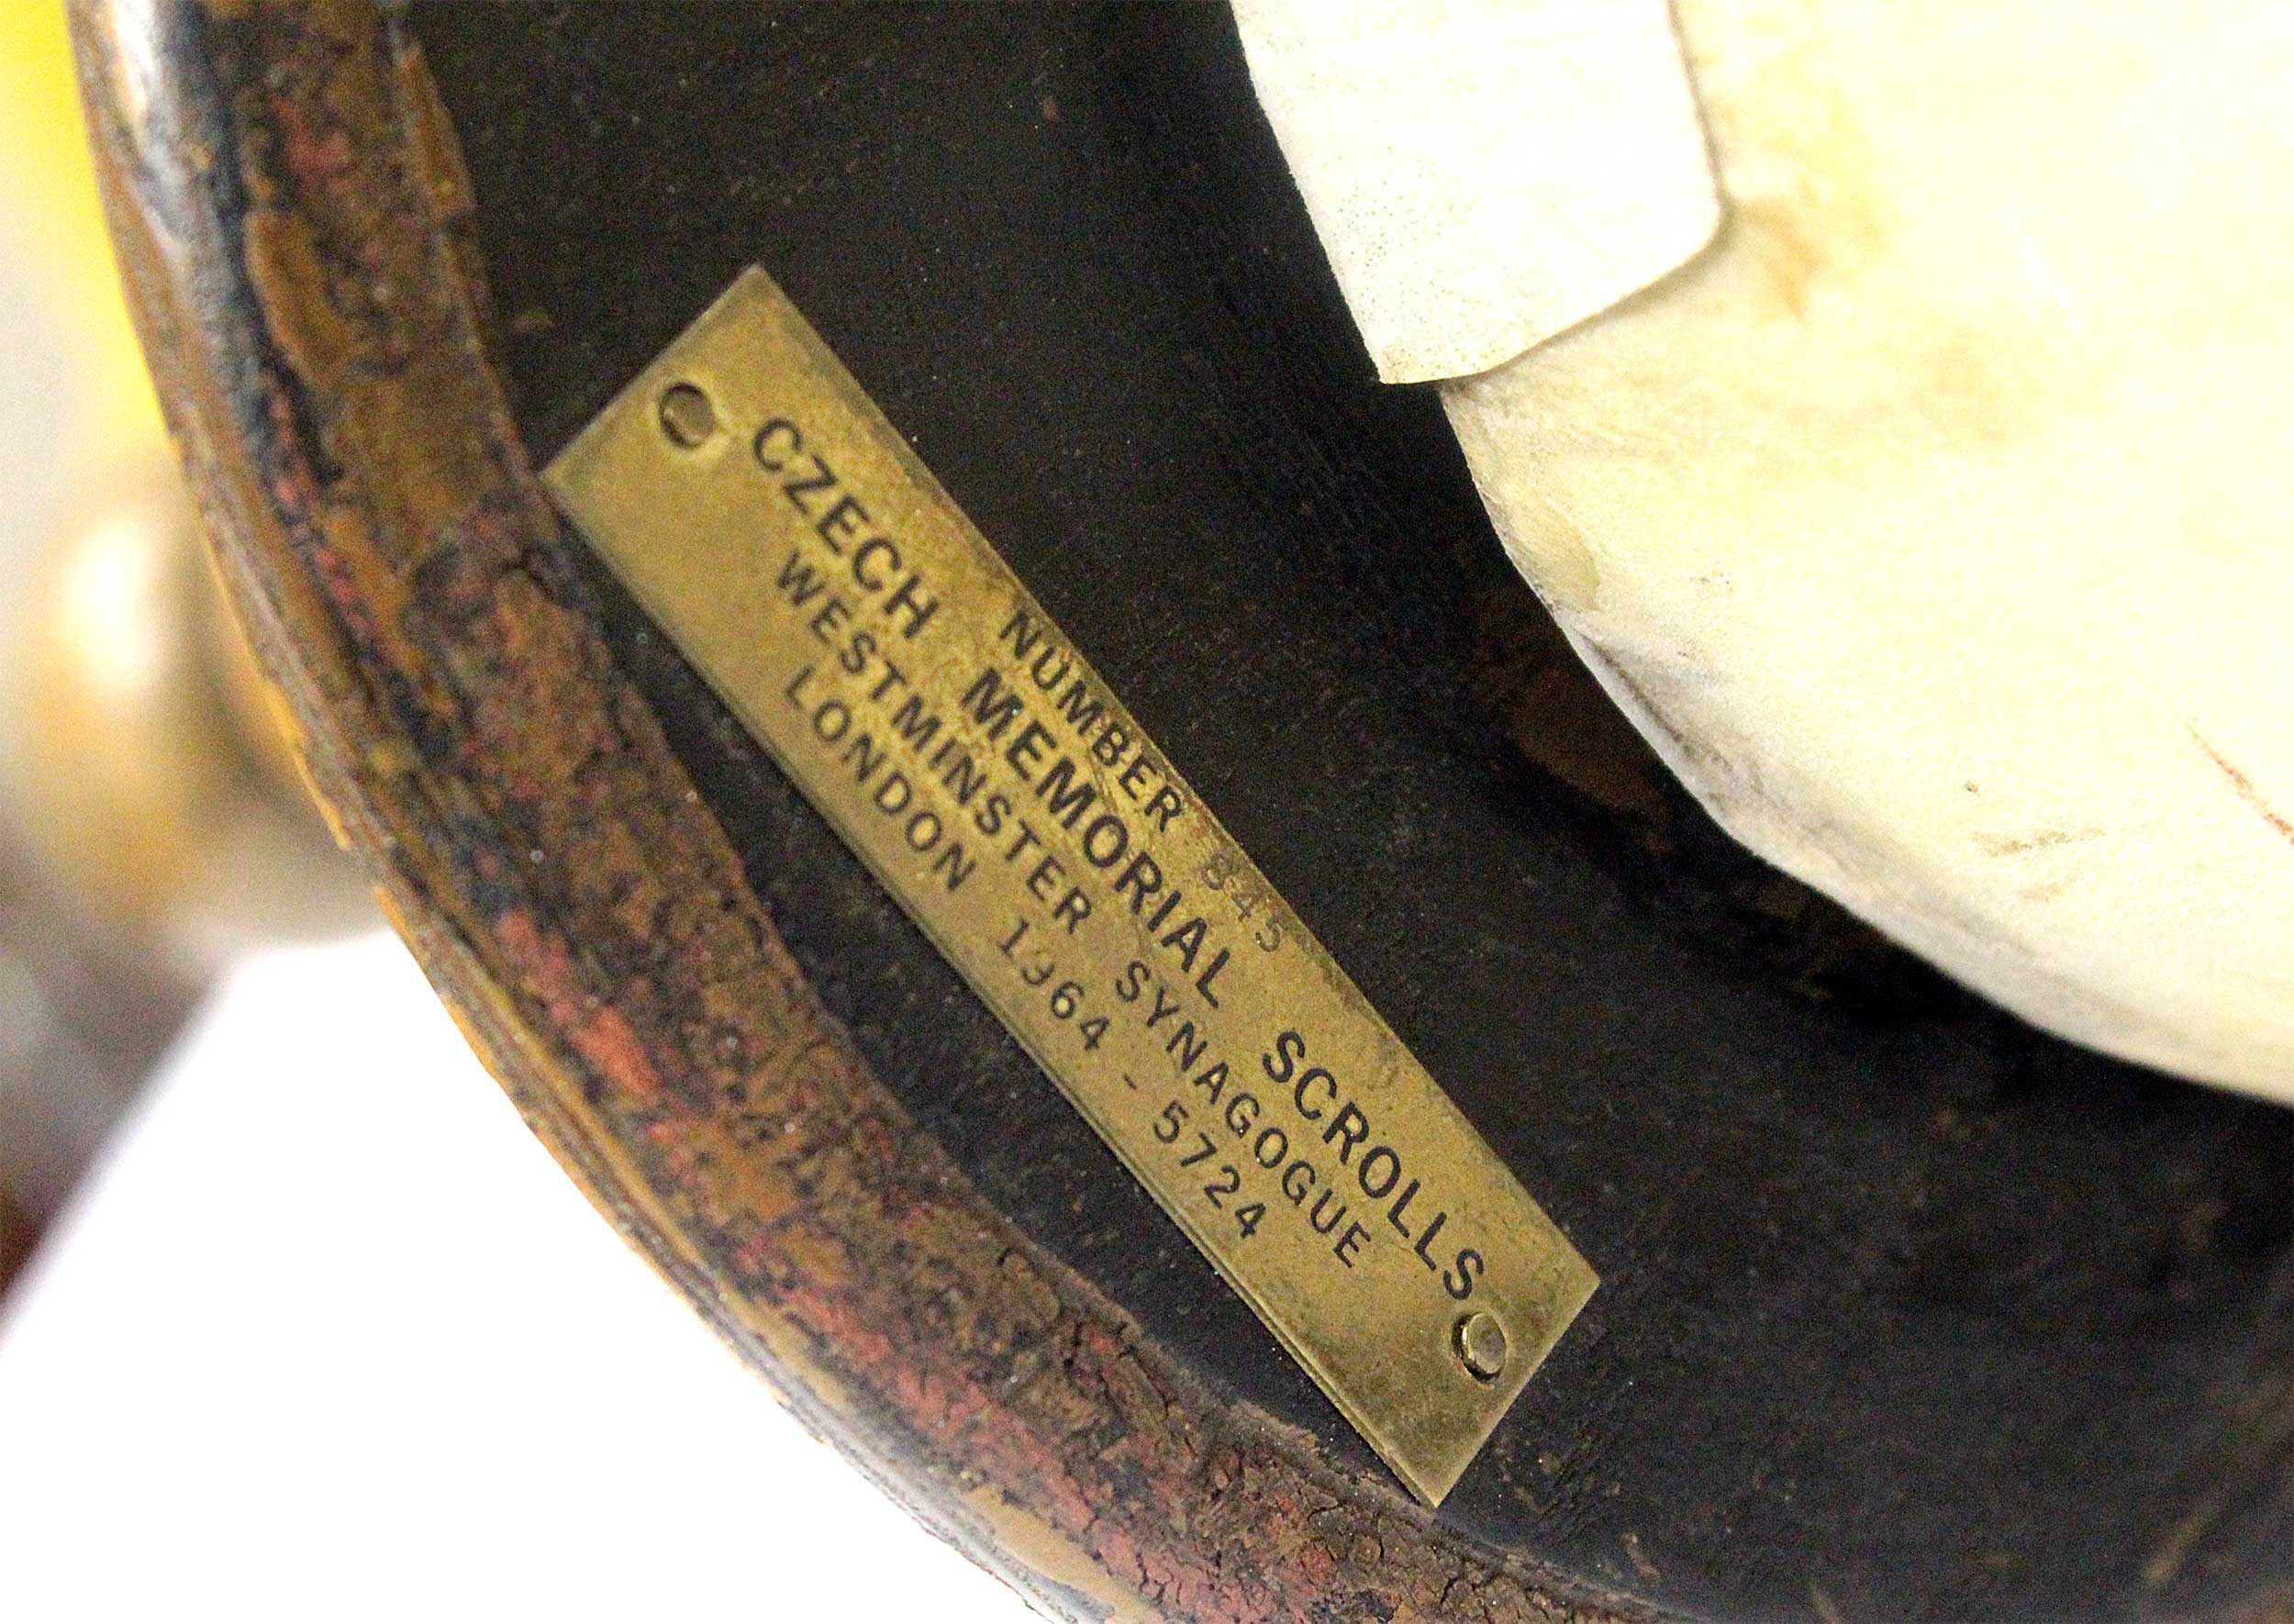 NUMBER
CZECH MEMORIAL SCROLLS
WESTMINSTER SYNAGOGUE
LONDON 1964 - 5724